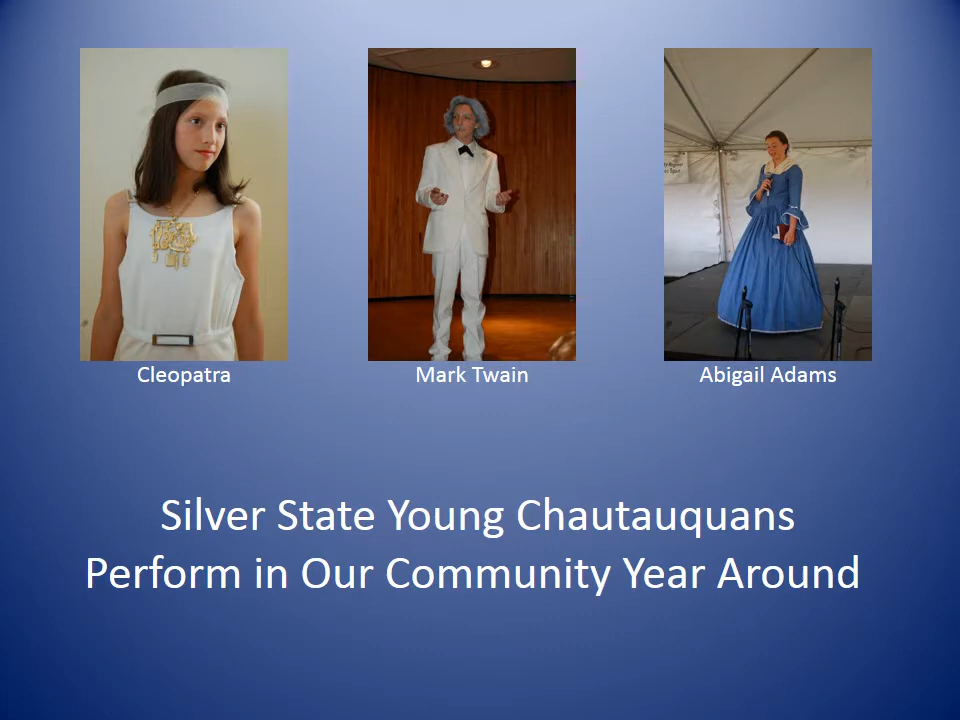 Cleopatra
Mark Twain
Abigail Adams
Silver State Young Chautauquans
Perform in Our Community Year Around